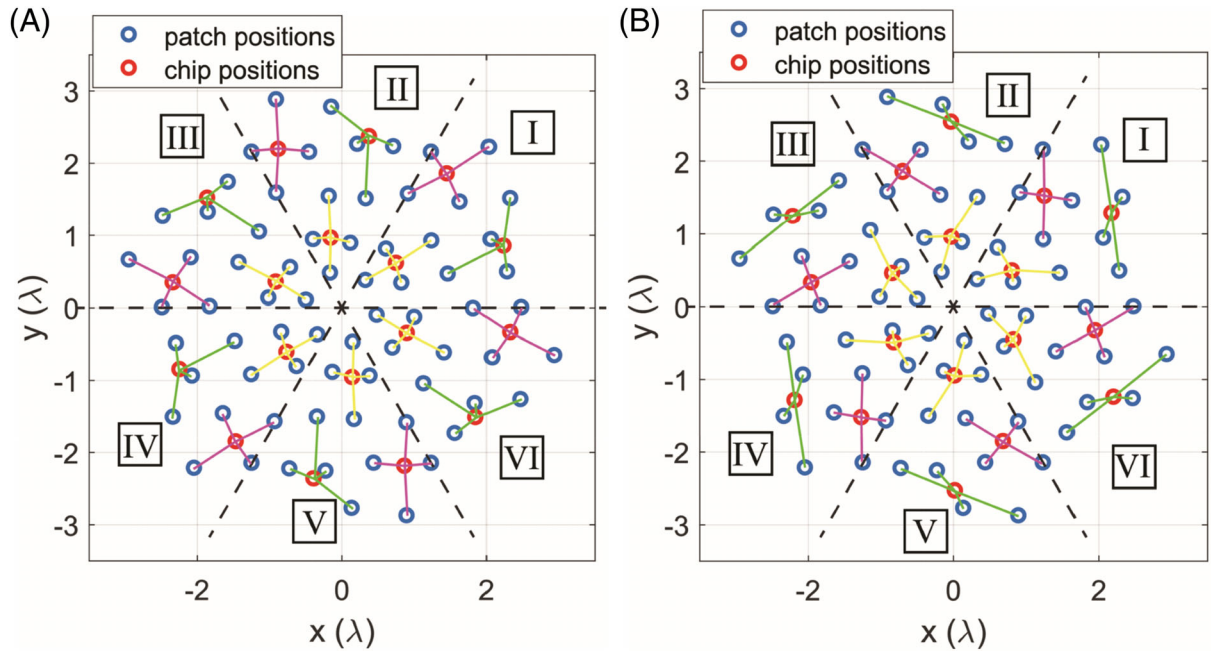 (A)
patch positions
chip positions
II
I
III
IV
V
VI
3
2
1
0
-1
-2
-3
y (λ)
-2
0
2
x (λ)
(B)
patch positions
chip positions
II
I
III
IV
V
VI
3
2
1
0
-1
-2
-3
y (λ)
-2
0
2
x (λ)